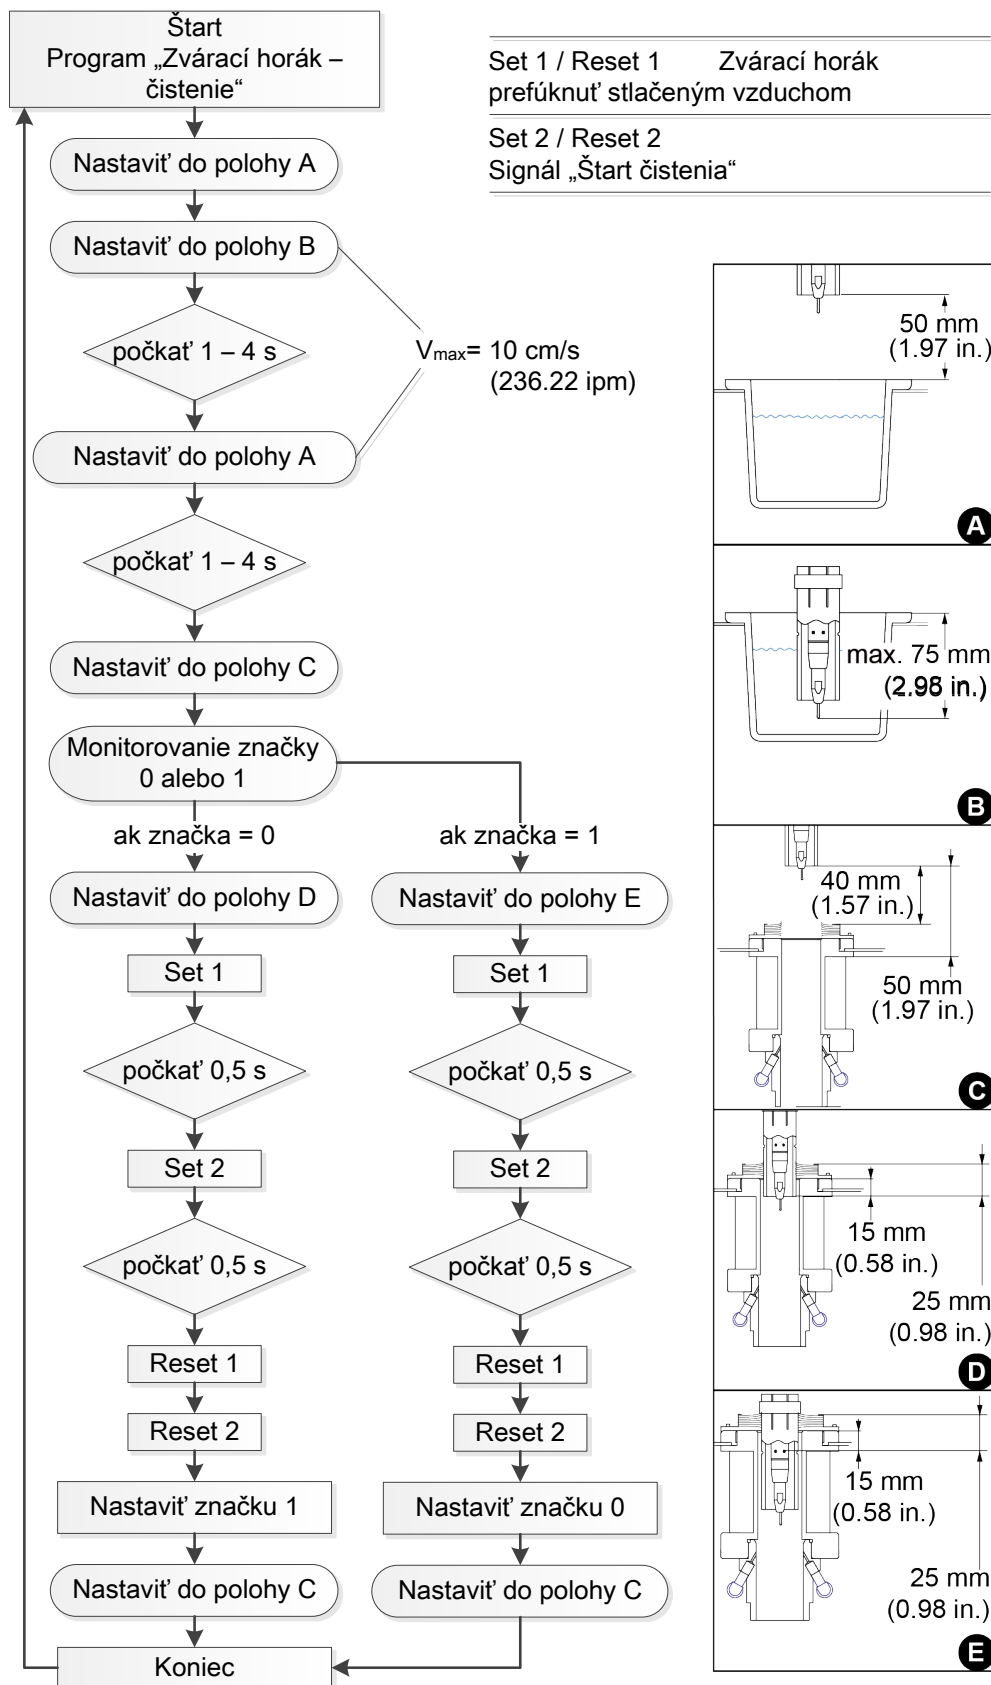 Štart
Program „Zvárací horák –
čistenie“
Nastaviť do polohy A
Nastaviť do polohy B
počkať 1 – 4 s
Nastaviť do polohy A
počkať 1 – 4 s
Nastaviť do polohy C
Monitorovanie značky
0 alebo 1
ak značka = 0
ak značka = 1
Nastaviť do polohy D
Set 1
počkať 0,5 s
Set 2
počkať 0,5 s
Reset 1
Reset 2
Nastaviť značku 1
Nastaviť do polohy C
Nastaviť do polohy E
Set 1
počkať 0,5 s
Set 2
počkať 0,5 s
Reset 1
Reset 2
Nastaviť značku 0
Nastaviť do polohy C
Koniec
Vmax= 10 cm/s
(236.22 ipm)
Set 1 / Reset 1 Zvárací horák
prefúknuť stlačeným vzduchom
Set 2 / Reset 2
Signál „Štart čistenia“
50 mm
(1.97 in.)
A
max. 75 mm
(2.98 in.)
B
40 mm
(1.57 in.)
50 mm
(1.97 in.)
C
15 mm
(0.58 in.)
25 mm
(0.98 in.)
D
15 mm
(0.58 in.)
25 mm
(0.98 in.)
E